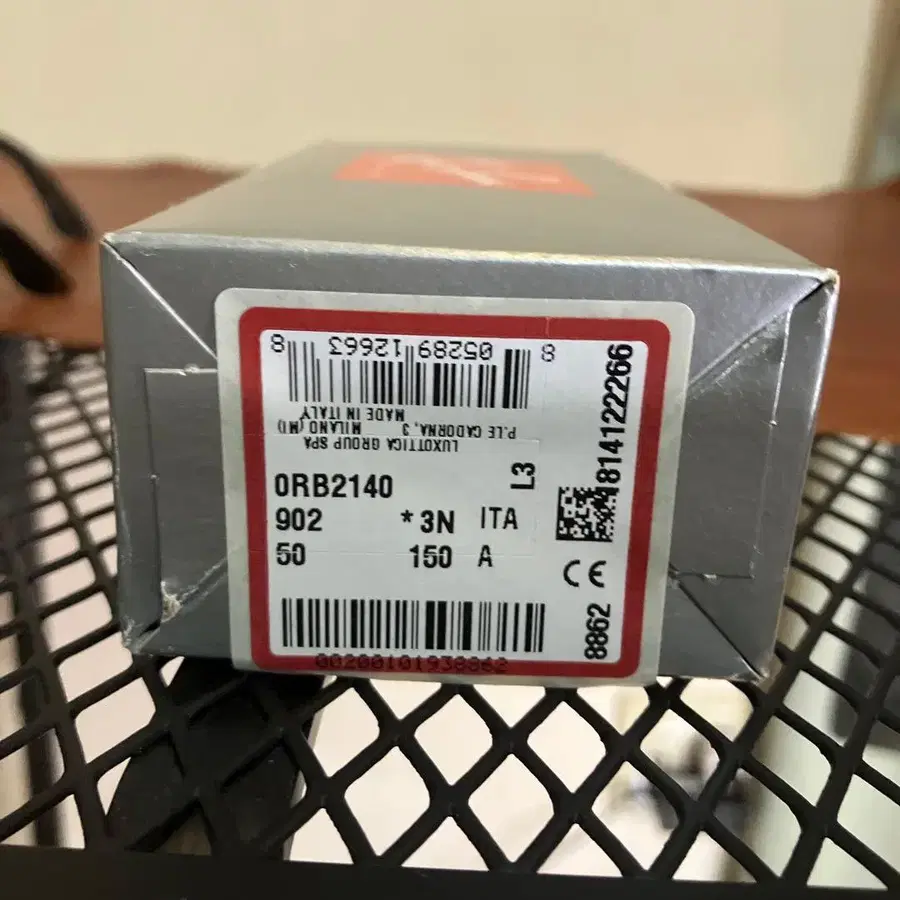 8 05289 12663 8
LUXOTTICA GROUP SPA
P.LE CADORNA, 3 MILANO (MI)
MADE IN ITALY
L3
0RB2140
902 *3N ITA
50 150 A
CE
00200101938862
8862
1814122266